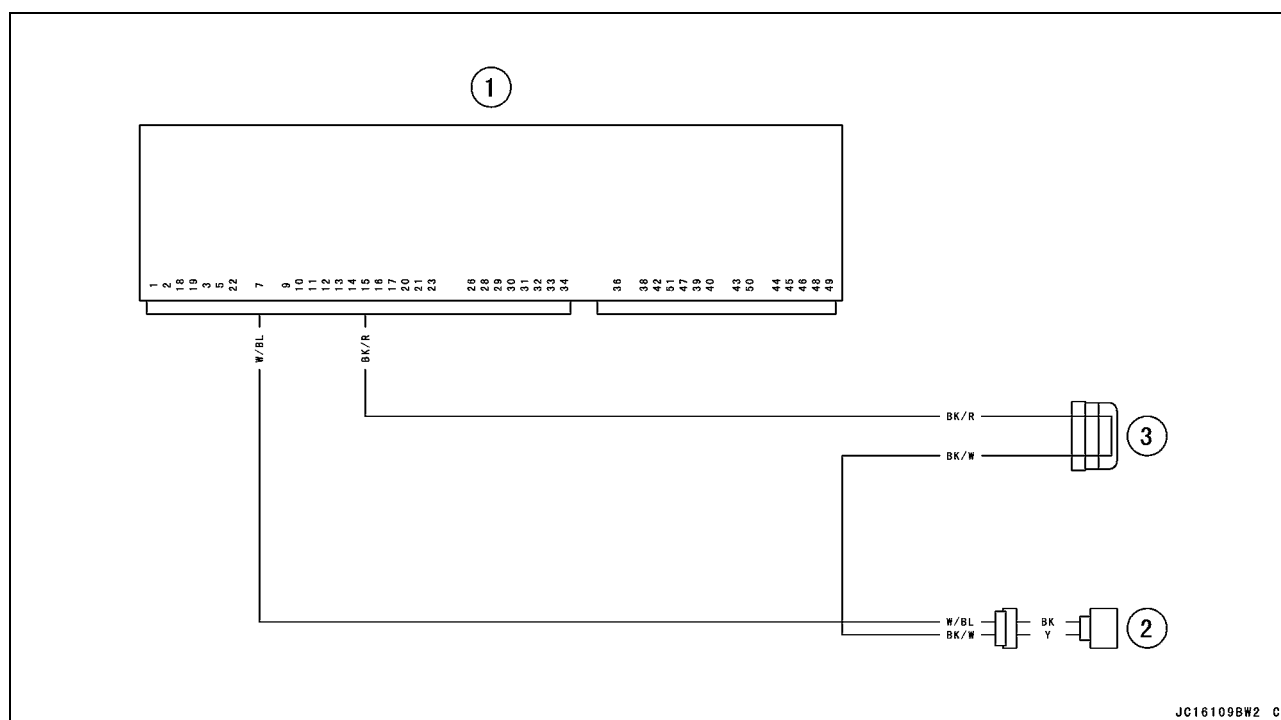 1
1 2 18 19 3 5 22 7 9 10 11 12 13 14 15 16 17 20 21 23 26 28 29 30 31 32 33 34 36 38 42 51 47 39 40 43 50 44 45 46 48 49
W/BL BK/R
BK/R
3
BK/W
W/BL BK
BK/W Y
2
JC16109BW2 C